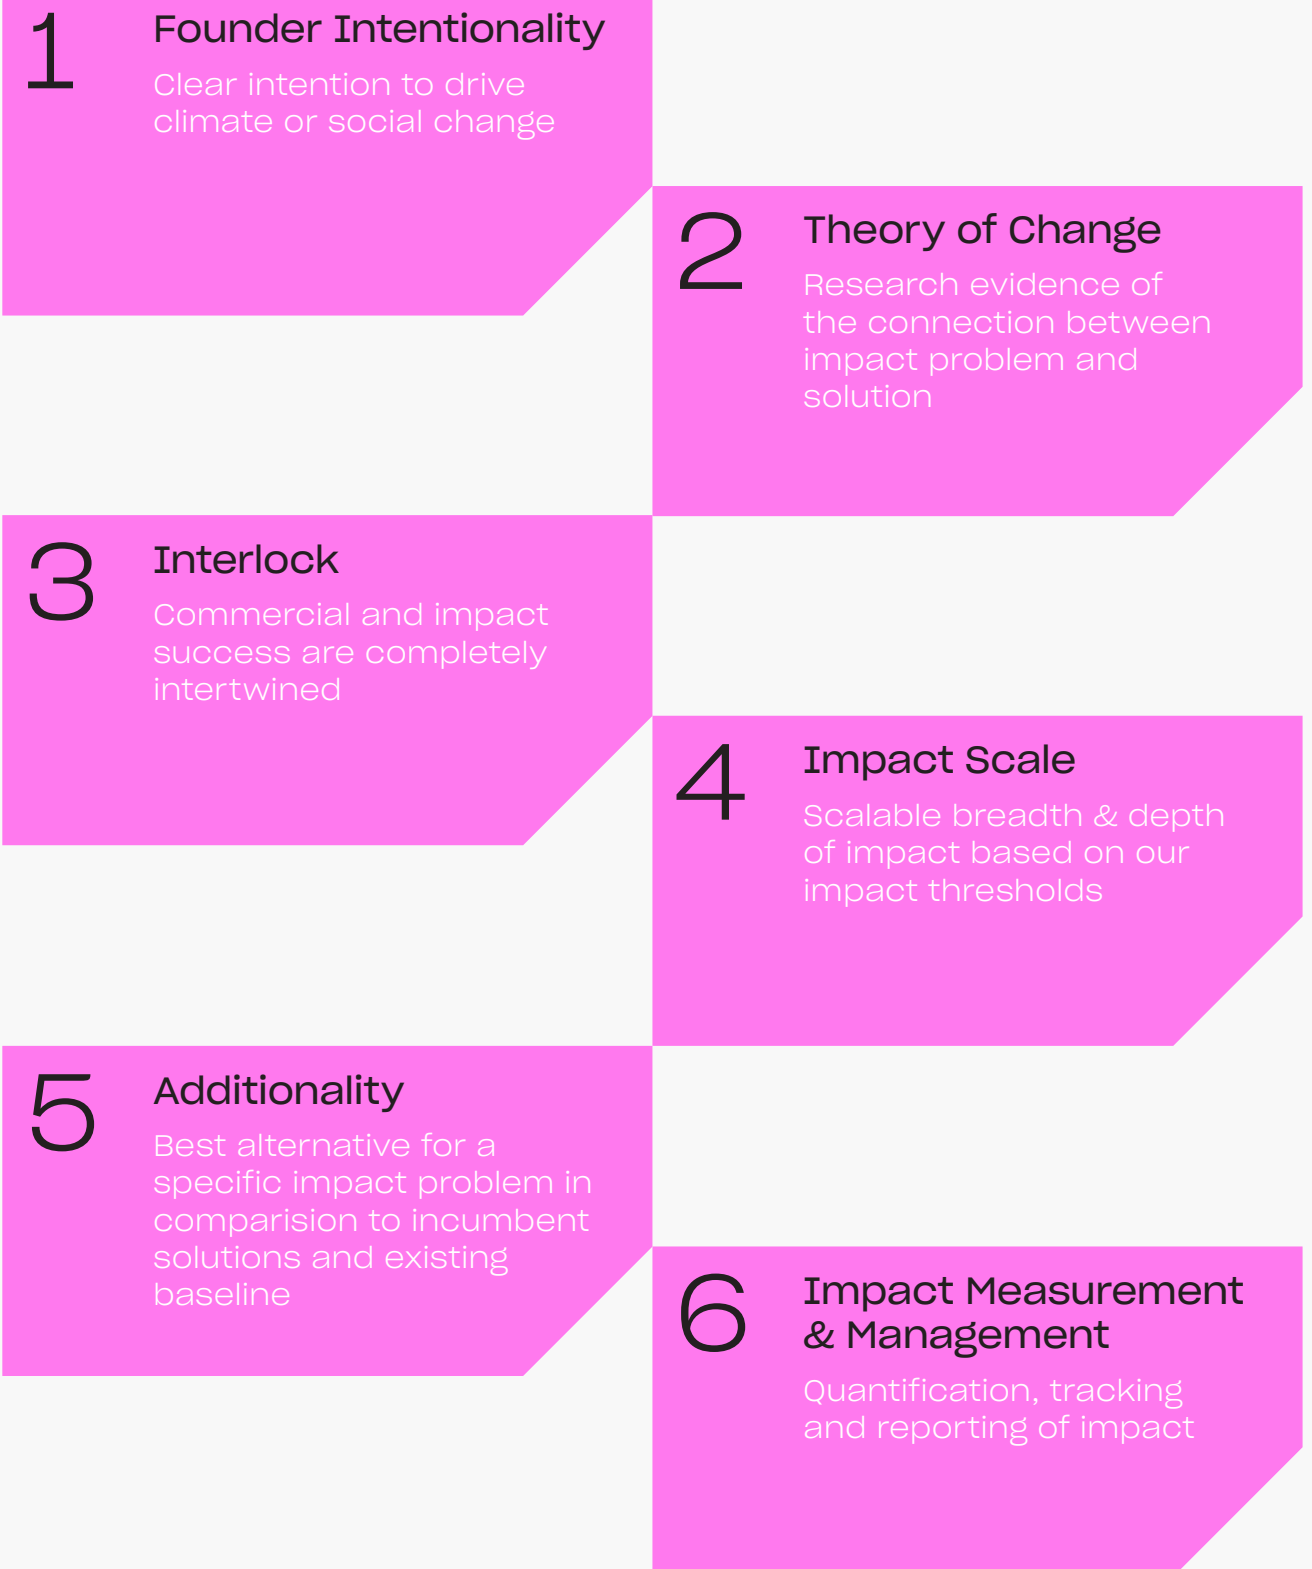 1
Founder Intentionality
Clear intention to drive
climate or social change
2
Theory of Change
Research evidence of
the connection between
impact problem and
solution
3
Interlock
Commercial and impact
success are completely
intertwined
4
Impact Scale
Scalable breadth & depth
of impact based on our
impact thresholds
5
Additionality
Best alternative for a
specific impact problem in
comparision to incumbent
solutions and existing
baseline
6
Impact Measurement
& Management
Quantification, tracking
and reporting of impact